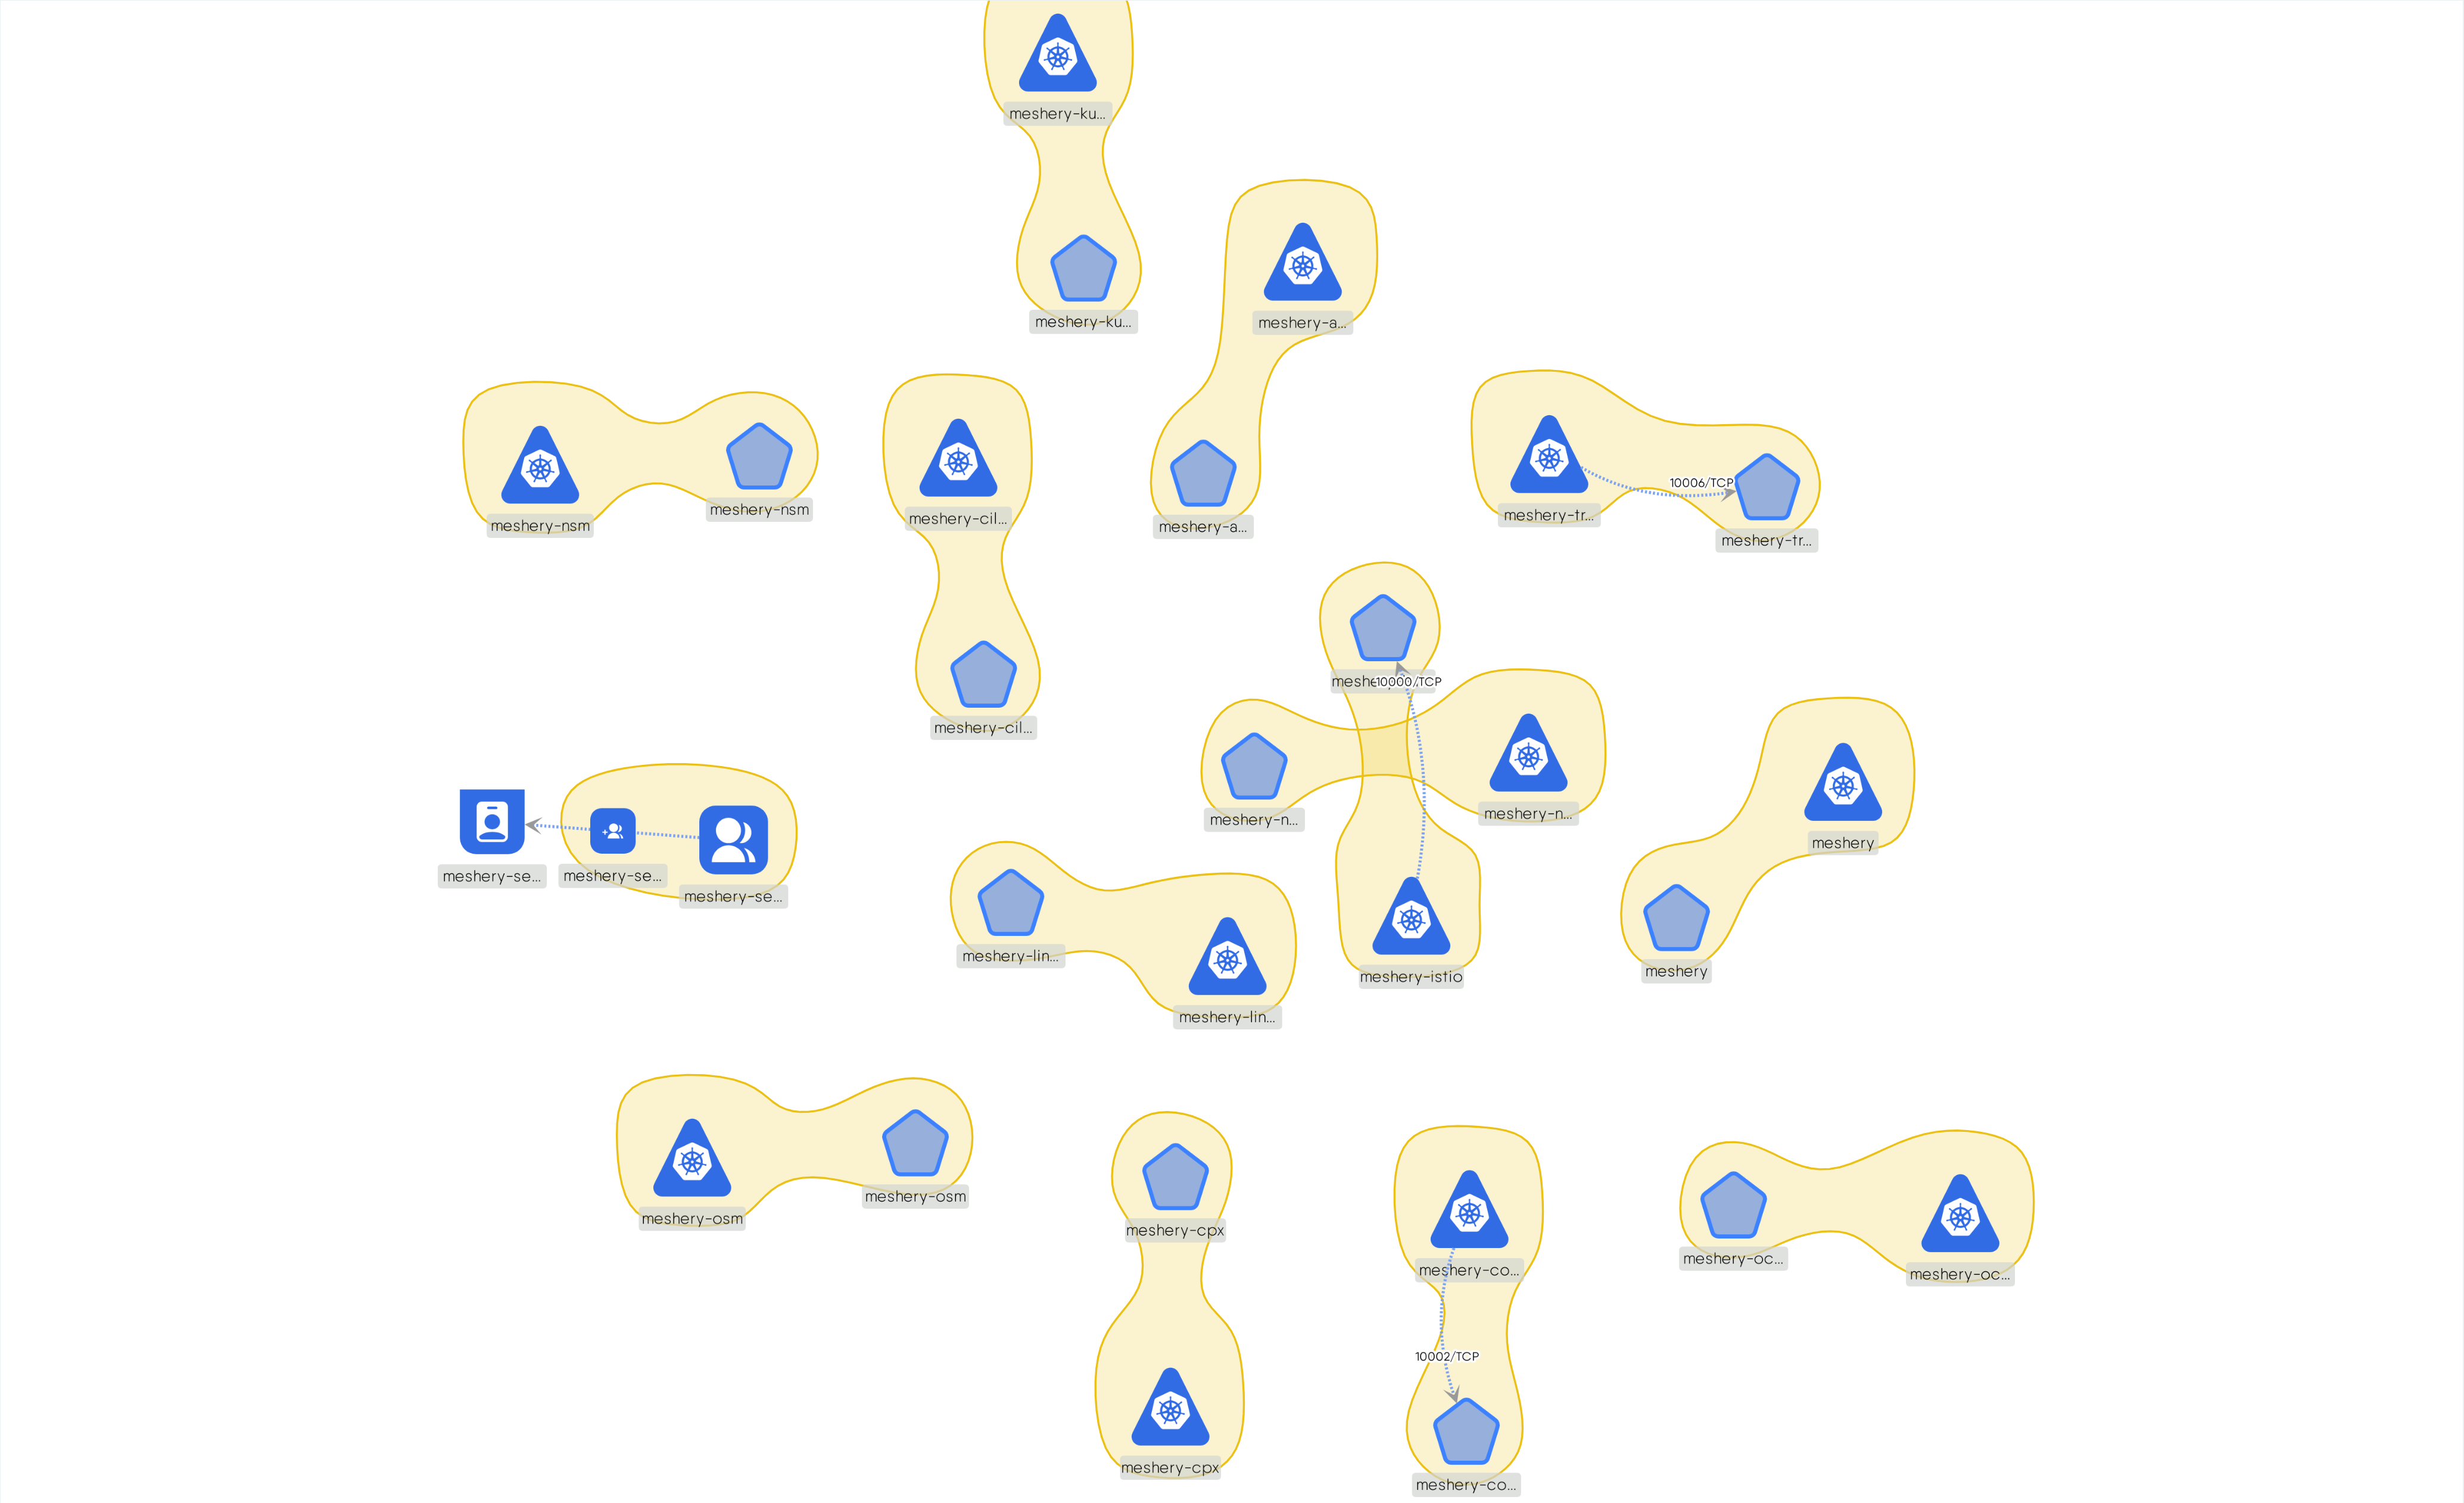 meshery-ku...
meshery-ku...
meshery-a...
meshery-a...
meshery-nsm
meshery-nsm
meshery-cil...
meshery-cil...
10006/TCP
meshery-tr...
meshery-tr...
10000/TCP
meshery-n...
meshery-n...
meshery-istio
meshery
meshery
meshery-se...
meshery-se...
meshery-se...
meshery-lin...
meshery-lin...
meshery-osm
meshery-osm
meshery-cpx
meshery-cpx
meshery-co...
10002/TCP
meshery-co...
meshery-oc...
meshery-oc...